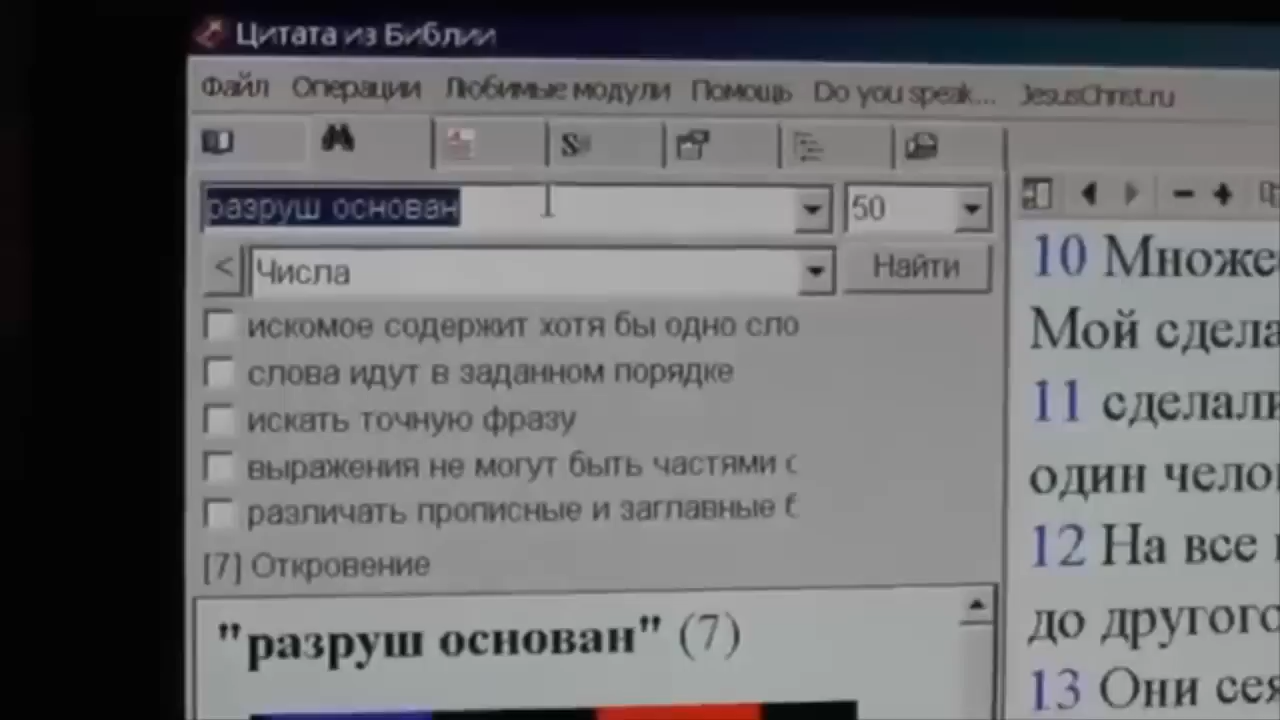 Цитата из Библии
Файл Операции Любимые модули Помощь Do you speak... JesusChrist.ru
разруш основан 50
< Числа Найти
искомое содержит хотя бы одно сло
слова идут в заданном порядке
искать точную фразу
выражения не могут быть частями с
различать прописные и заглавные б
[7] Откровение
"разруш основан" (7)
10 Множе
Мой сдела
11 сделал
один чело
12 На все
до другого
13 Они сея